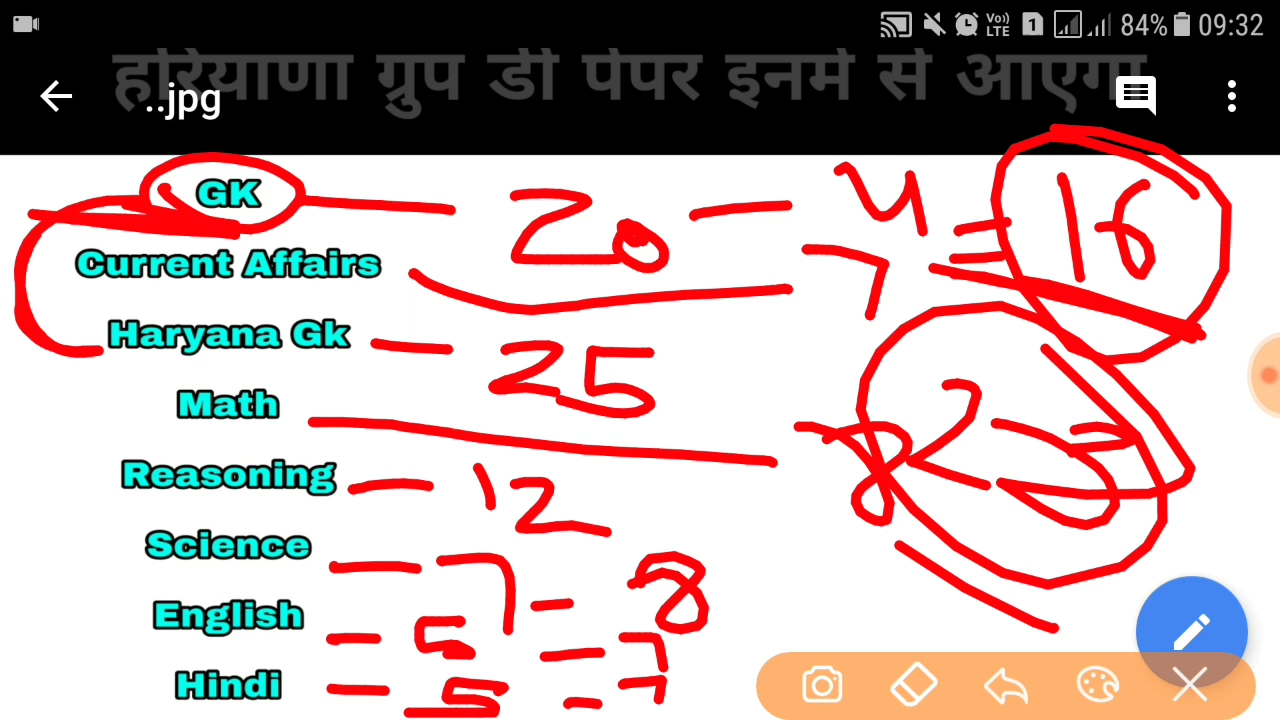 84% 09:32
हरियाणा ग्रुप डी पेपर इनमे से आएगा
..jpg
GK — 20 — 4 = 16
Current Affairs — 7
Haryana Gk — 25
Math — 8
Reasoning — 12
Science — 7 - 8
English — 5 — 7
Hindi — 5 - 7